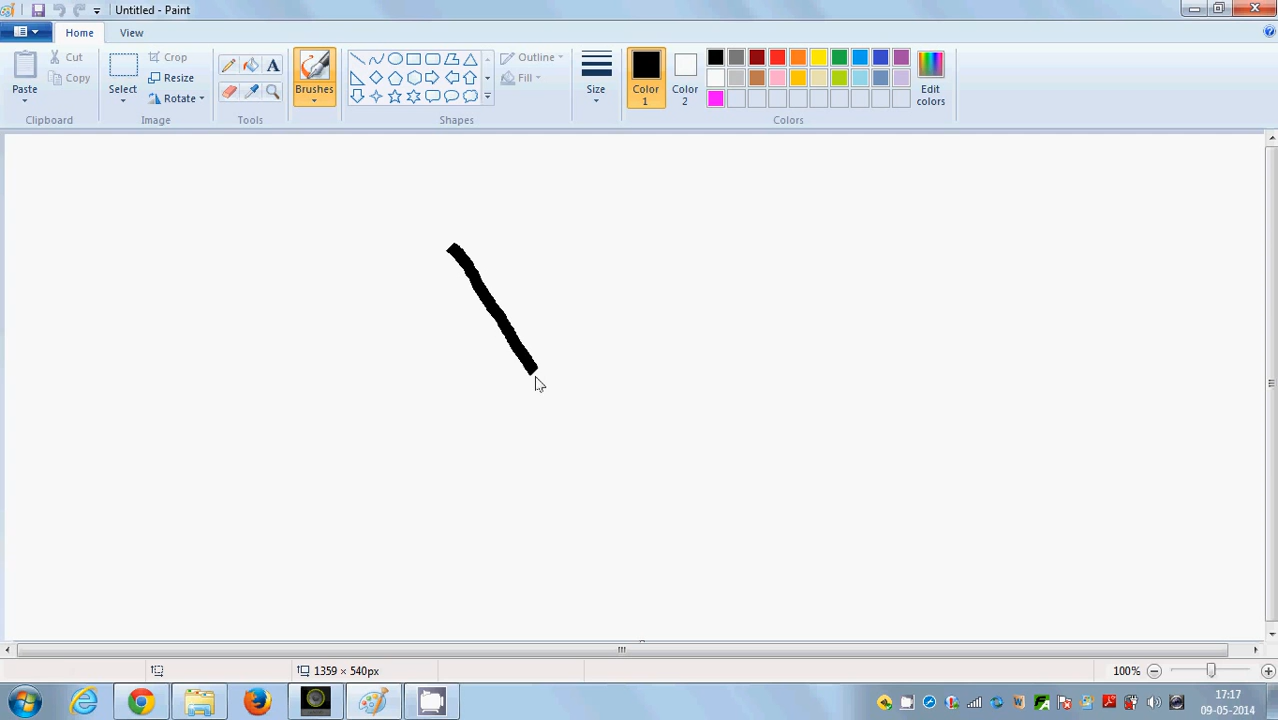 Untitled - Paint
Home
View
Paste
Cut
Copy
Clipboard
Select
Crop
Resize
Rotate
Image
A
Tools
Brushes
Outline
Fill
Shapes
Size
Color 1
Color 2
Edit colors
Colors
1359 × 540px
100%
17:17
09-05-2014